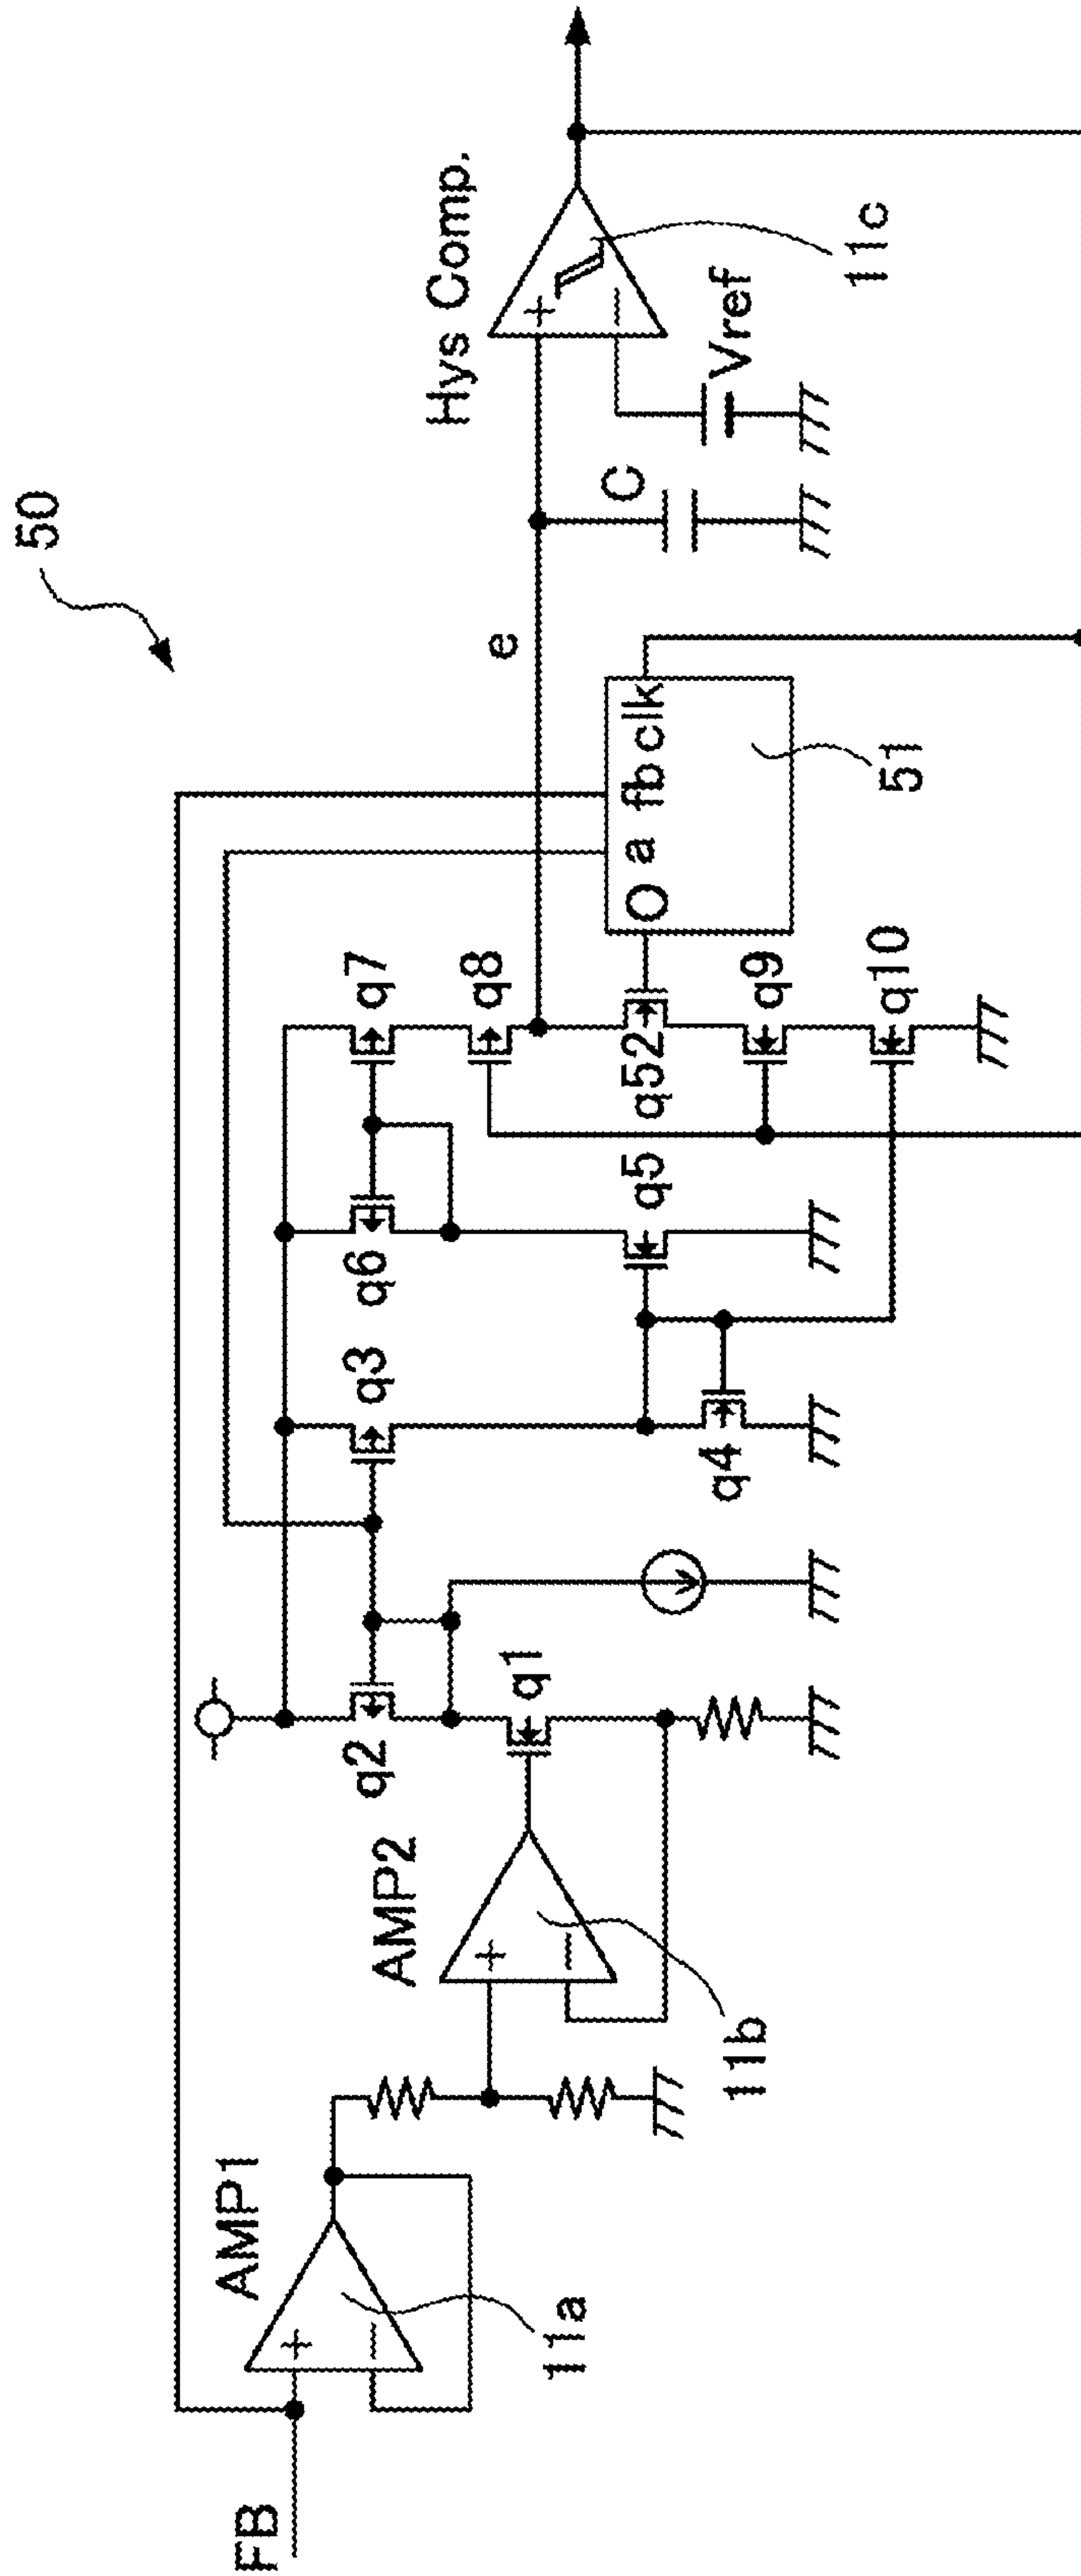 50
FB
AMP1
11a
AMP2
11b
q2
q1
q3
q4
q6
q5
q7
q8
q52
q9
q10
O a fb clk
51
e
C
Vref
Hys Comp.
11c
+
−
+
−
+
−